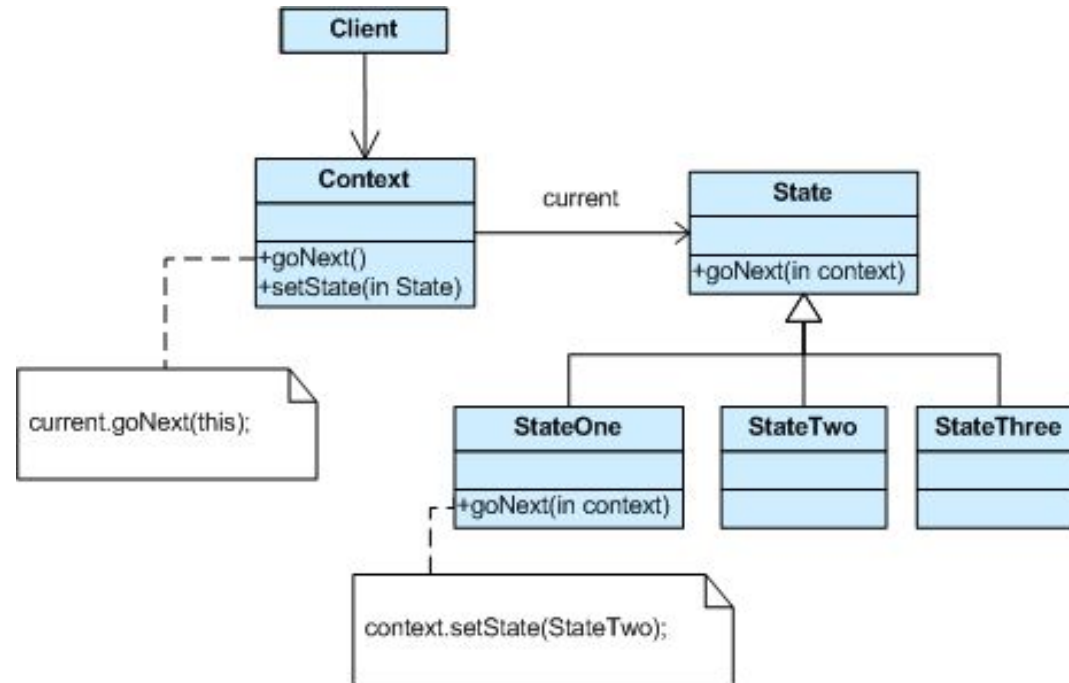 Client
Context
current
State
+goNext()
+setState(in State)
+goNext(in context)
current.goNext(this);
StateOne
StateTwo
StateThree
+goNext(in context)
context.setState(StateTwo);